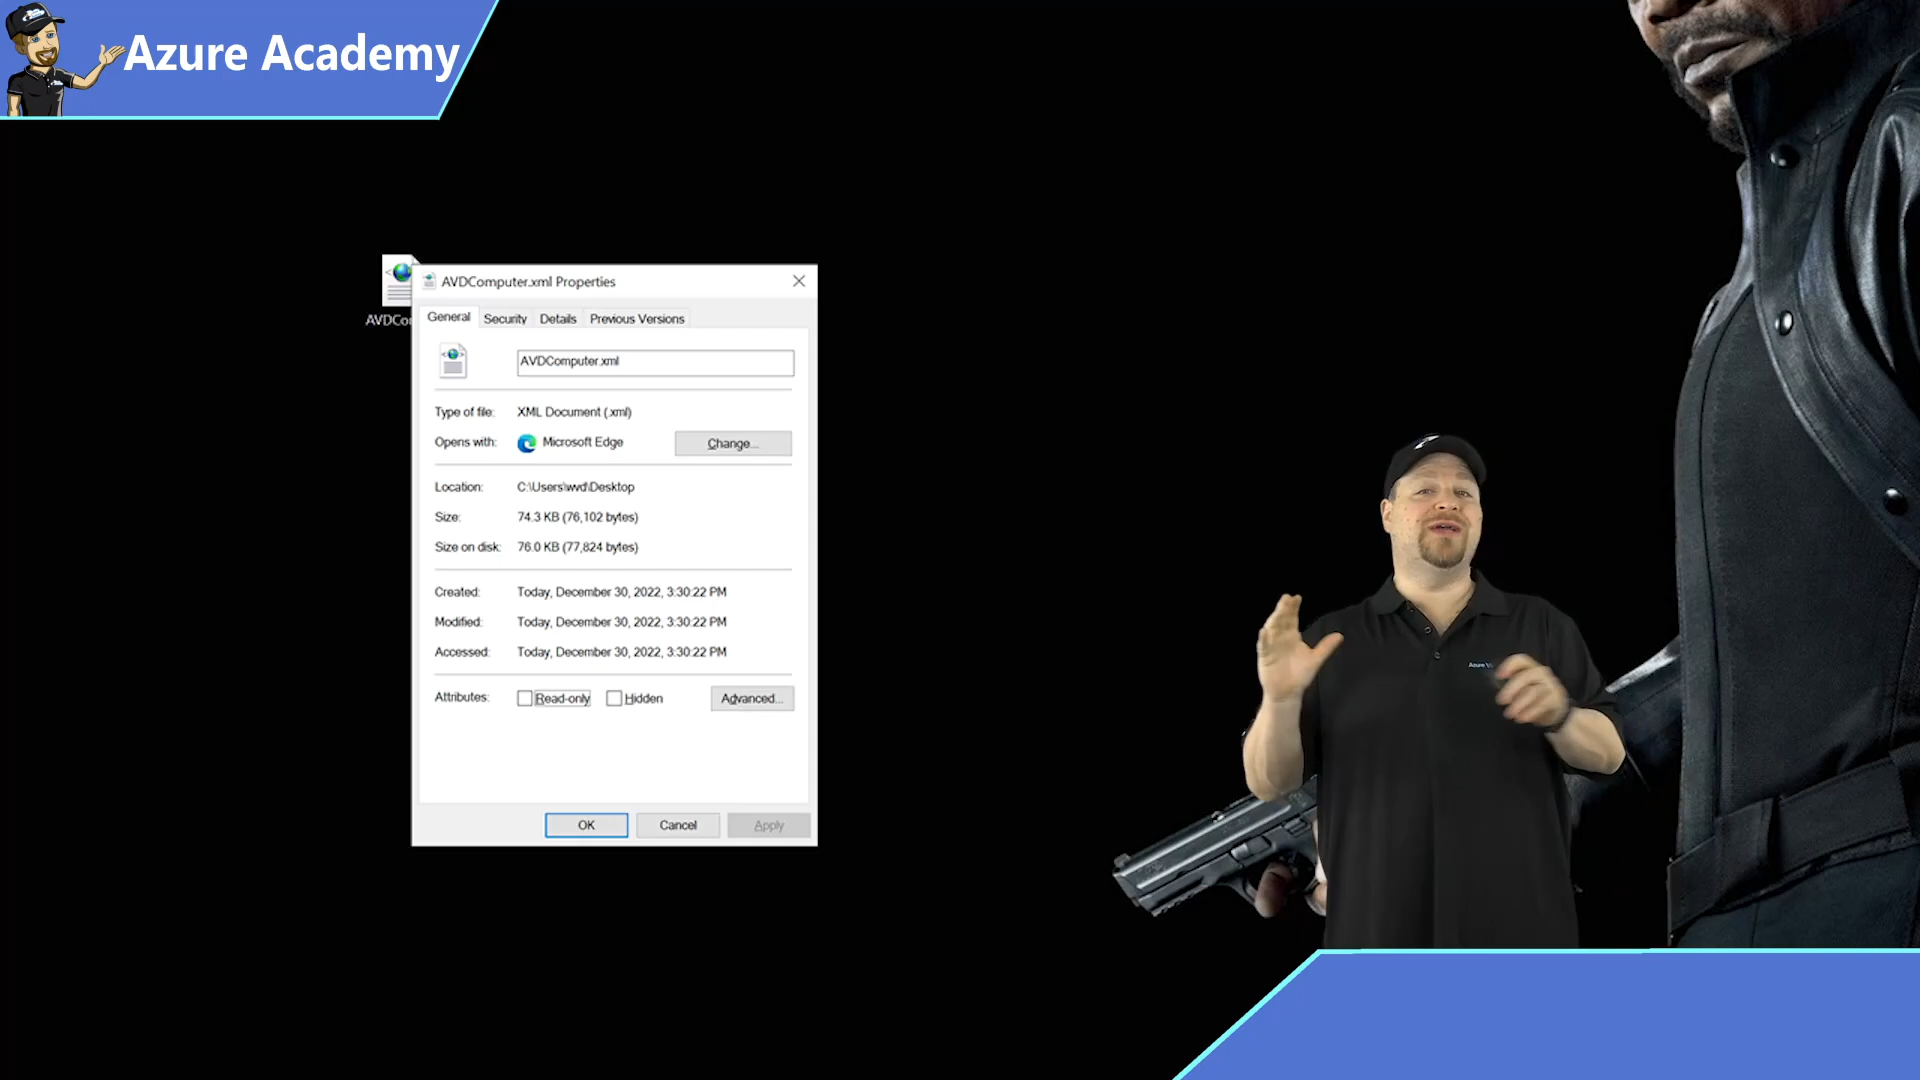 Azure Academy
AVDCo
AVDComputer.xml Properties
General Security Details Previous Versions
AVDComputer.xml
Type of file: XML Document (.xml)
Opens with: Microsoft Edge Change...
Location: C:\Users\wvd\Desktop
Size: 74.3 KB (76,102 bytes)
Size on disk: 76.0 KB (77,824 bytes)
Created: Today, December 30, 2022, 3:30:22 PM
Modified: Today, December 30, 2022, 3:30:22 PM
Accessed: Today, December 30, 2022, 3:30:22 PM
Attributes: Read-only Hidden Advanced...
OK Cancel Apply
Azure